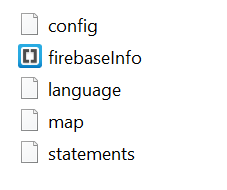 config
firebaseInfo
language
map
statements